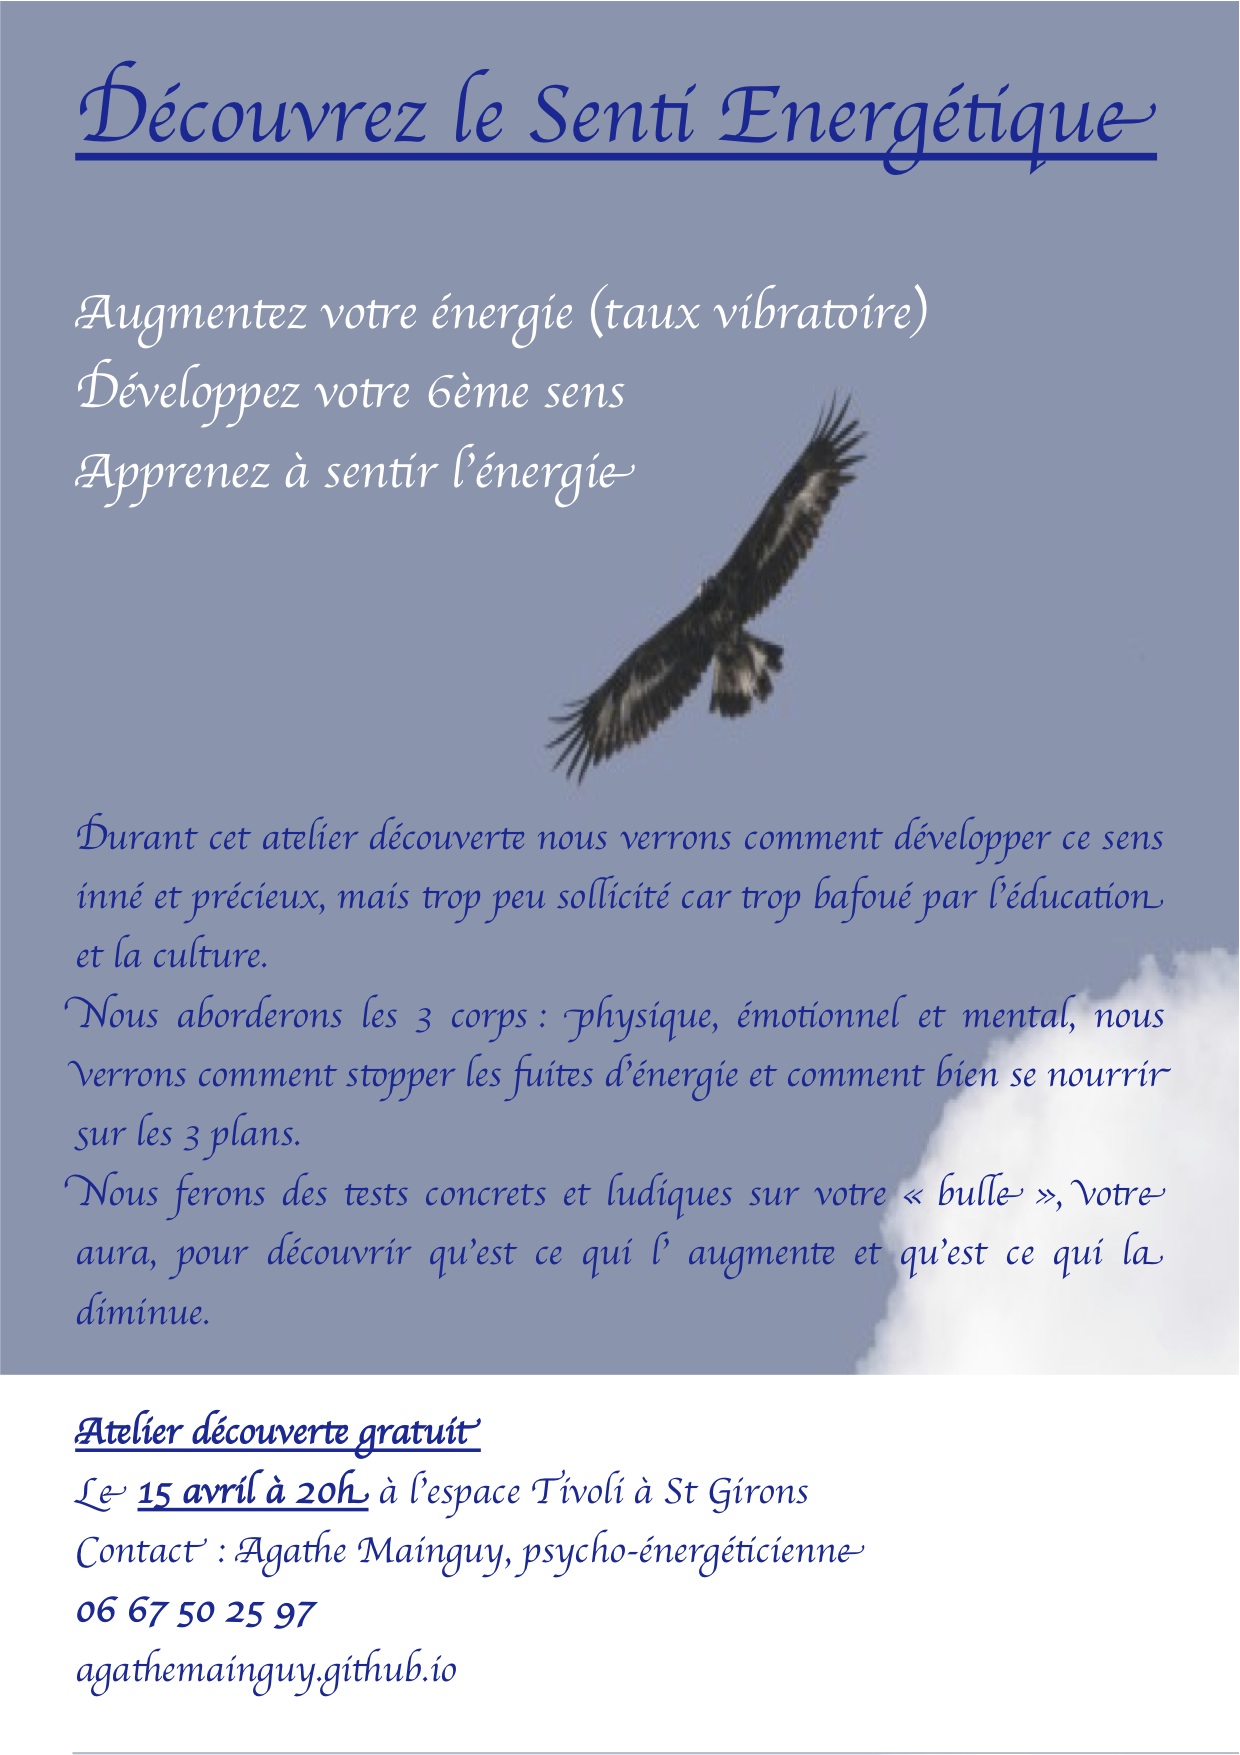 Découvrez le Senti Energétique
Augmentez votre énergie (taux vibratoire)
Développez votre 6ème sens
Apprenez à sentir l'énergie
Durant cet atelier découverte nous verrons comment développer ce sens
inné et précieux, mais trop peu sollicité car trop bafoué par l'éducation
et la culture.
Nous aborderons les 3 corps : physique, émotionnel et mental, nous
verrons comment stopper les fuites d'énergie et comment bien se nourrir
sur les 3 plans.
Nous ferons des tests concrets et ludiques sur votre « bulle », votre
aura, pour découvrir qu'est ce qui l' augmente et qu'est ce qui la
diminue.
Atelier découverte gratuit
Le 15 avril à 20h à l'espace Tivoli à St Girons
Contact : Agathe Mainguy, psycho-énergéticienne
06 67 50 25 97
agathemainguy.github.io